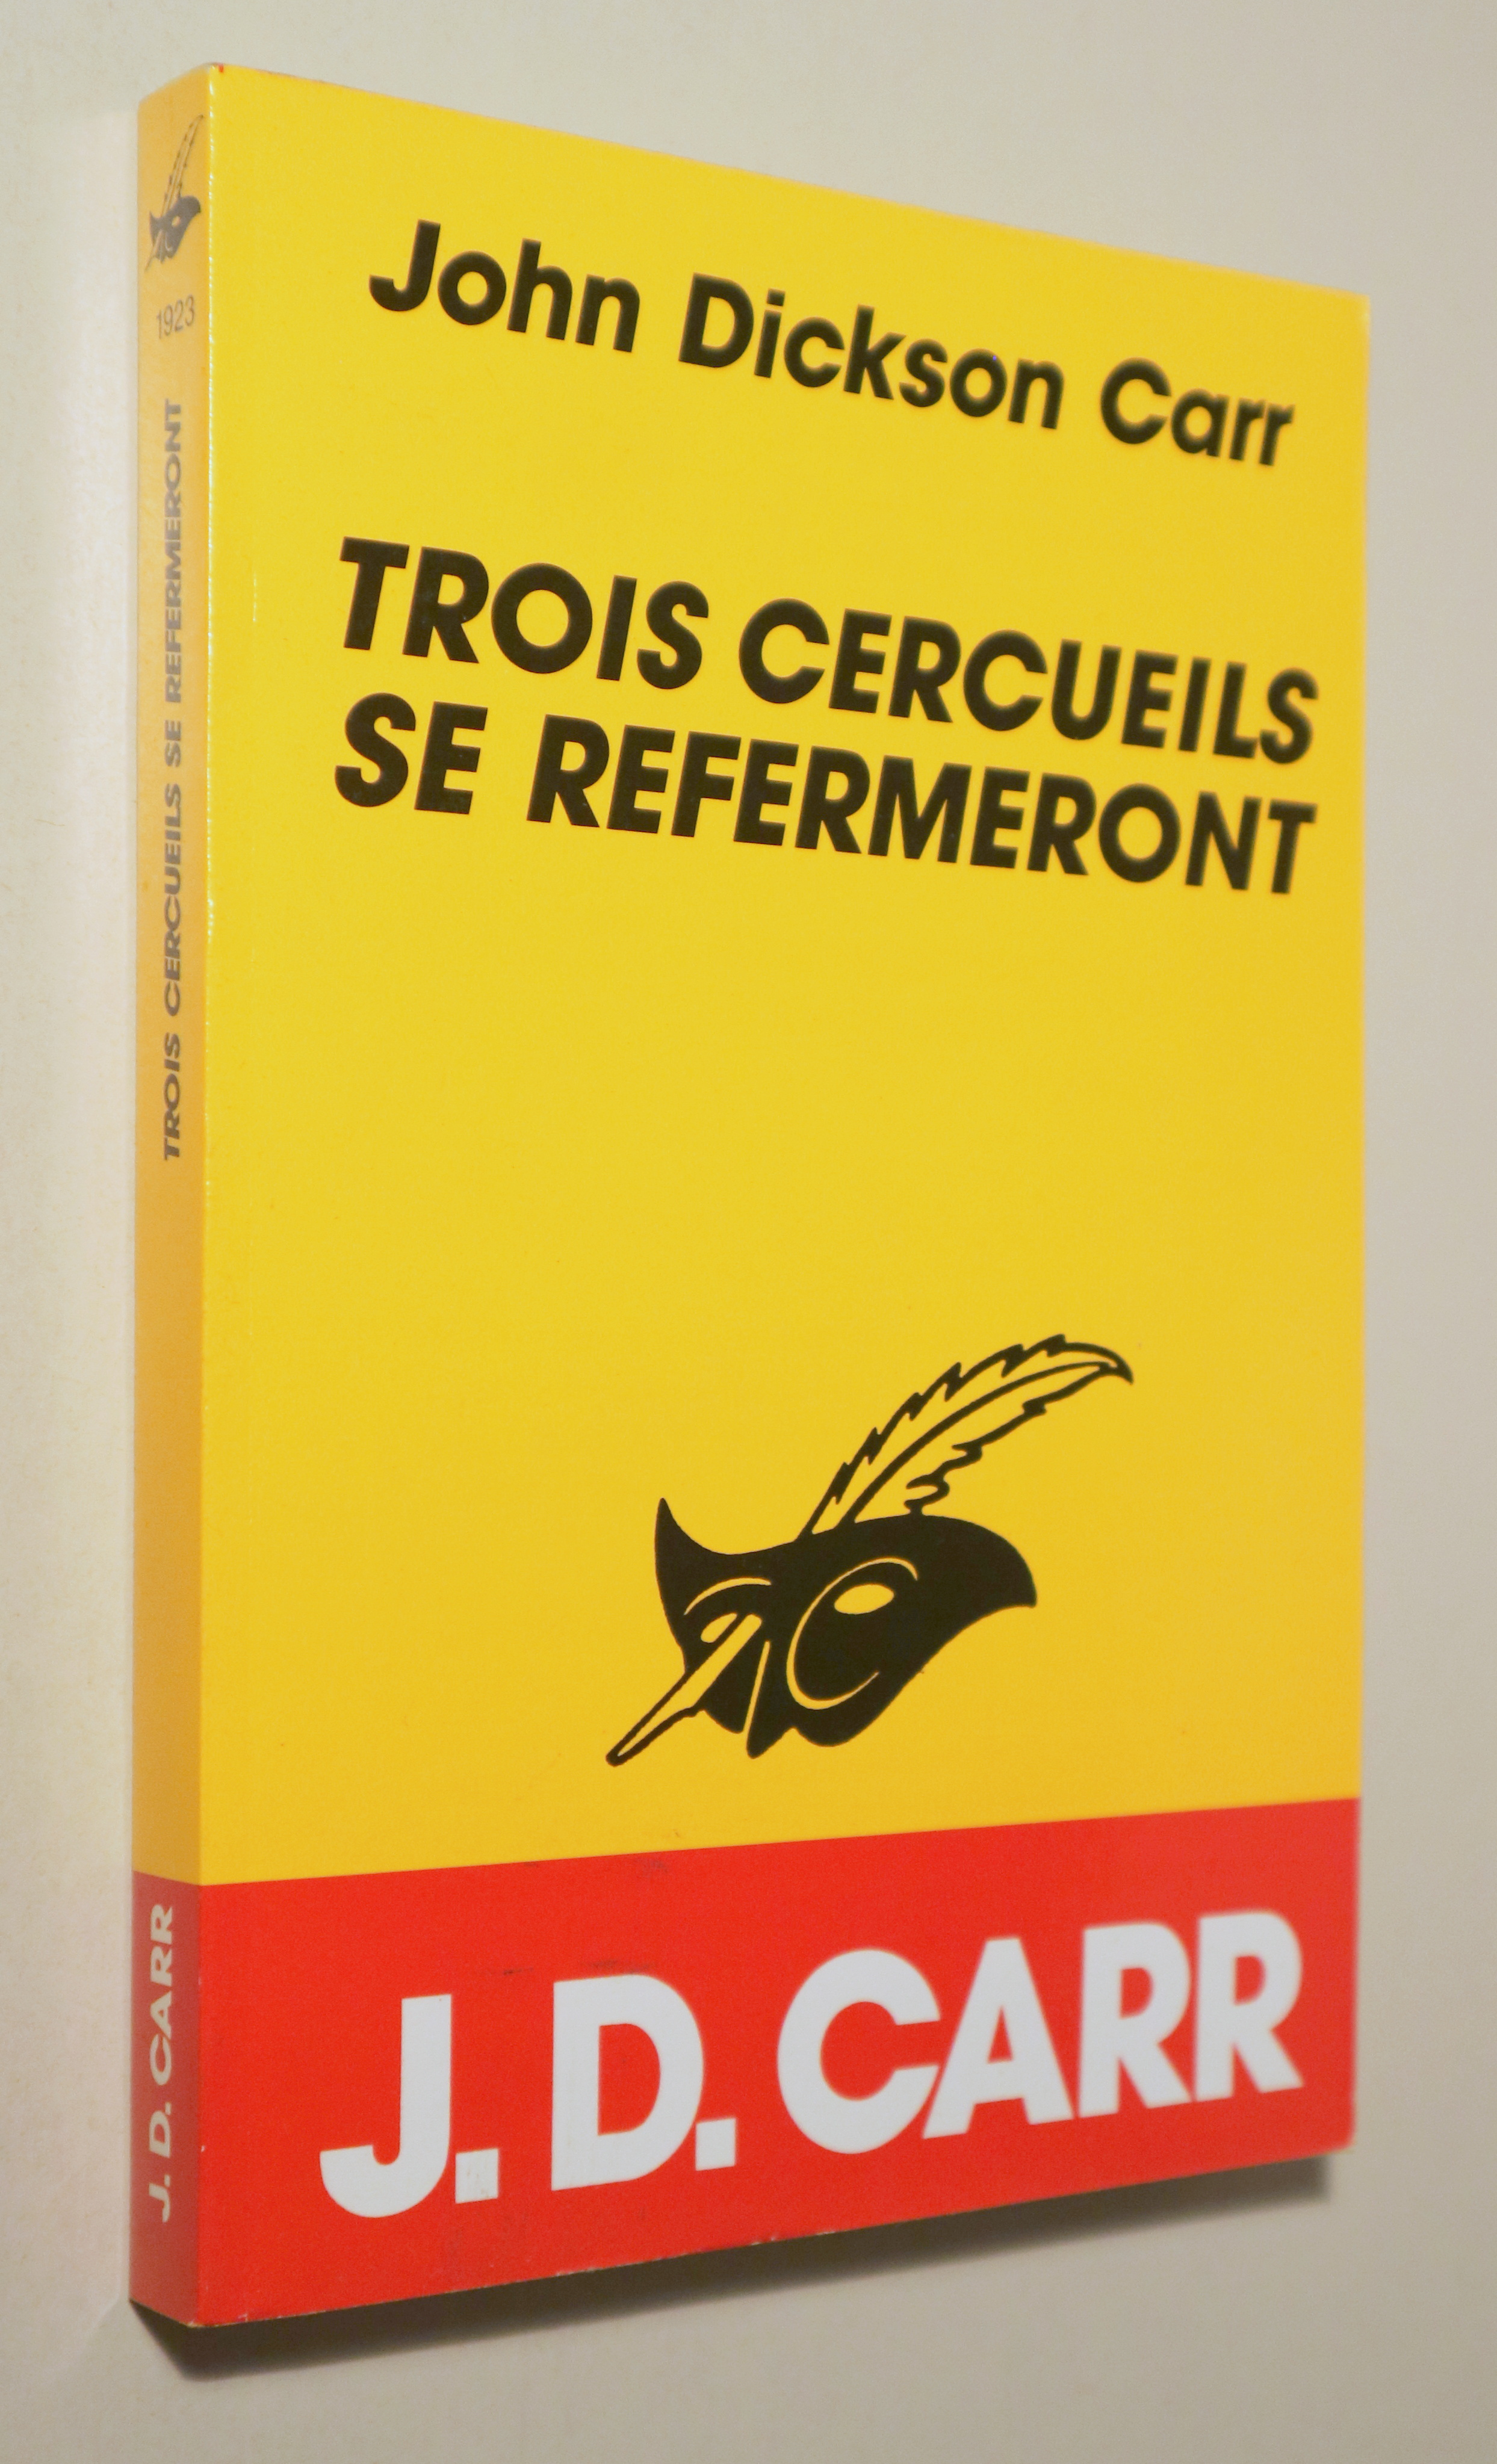 John Dickson Carr
TROIS CERCUEILS
SE REFERMERONT
J. D. CARR
1923
TROIS CERCUEILS SE REFERMERONT
J. D. CARR